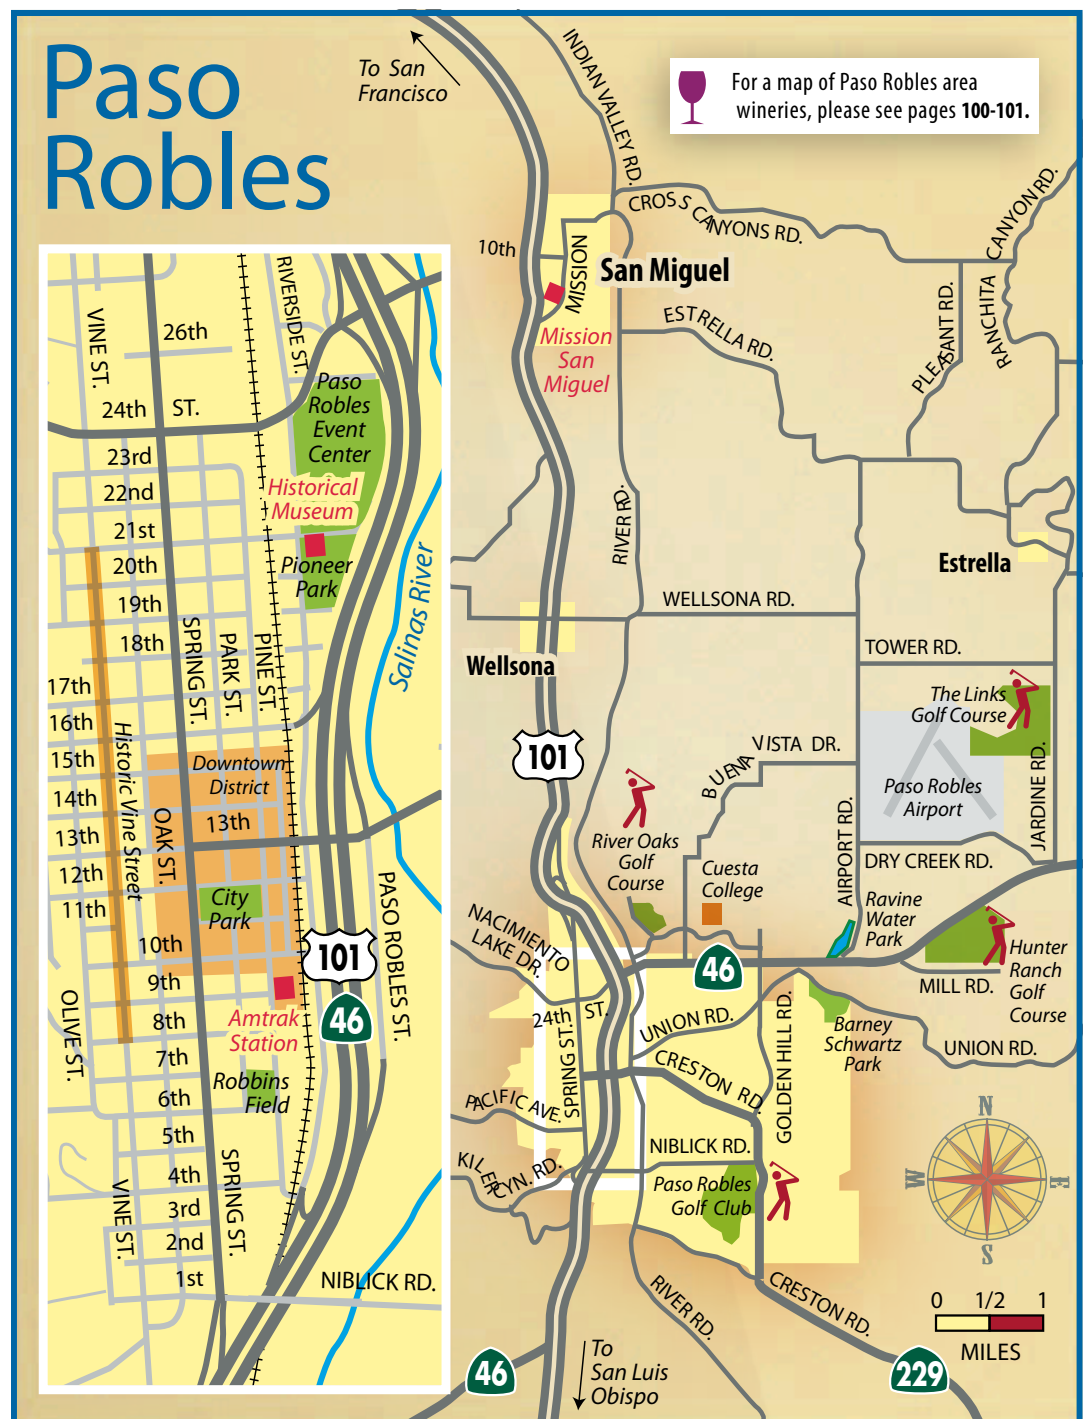 Paso
Robles
To San
Francisco
INDIAN VALLEY RD.
For a map of Paso Robles area
wineries, please see pages 100-101.
CROSS CANYONS RD.
CANYON RD.
RANCHITA
PLEASANT RD.
10th
MISSION
San Miguel
Mission
San
Miguel
ESTRELLA RD.
RIVER RD.
Estrella
WELLSONA RD.
Wellsona
TOWER RD.
The Links
Golf Course
101
BUENA VISTA DR.
Paso Robles
Airport
JARDINE RD.
AIRPORT RD.
DRY CREEK RD.
River Oaks
Golf
Course
Cuesta
College
Ravine
Water
Park
NACIMIENTO
LAKE DR.
46
Hunter
Ranch
Golf
Course
MILL RD.
24th ST.
SPRING ST.
UNION RD.
GOLDEN HILL RD.
Barney
Schwartz
Park
UNION RD.
CRESTON RD.
PACIFIC AVE.
NIBLICK RD.
KILER CYN. RD.
Paso Robles
Golf Club
N
W
E
S
RIVER RD.
CRESTON RD.
0 1/2 1
MILES
46
To
San Luis
Obispo
229
VINE ST.
26th
RIVERSIDE ST.
24th ST.
Paso
Robles
Event
Center
23rd
22nd
Historical
Museum
21st
20th
Pioneer
Park
19th
18th
SPRING ST.
PARK ST.
PINE ST.
Salinas River
17th
16th
15th
Historic Vine Street
Downtown
District
14th
13th
13th
OAK ST.
12th
11th
City
Park
PASO ROBLES ST.
10th
101
9th
46
OLIVE ST.
8th
Amtrak
Station
7th
Robbins
Field
6th
5th
4th
SPRING ST.
VINE ST.
3rd
2nd
1st
NIBLICK RD.